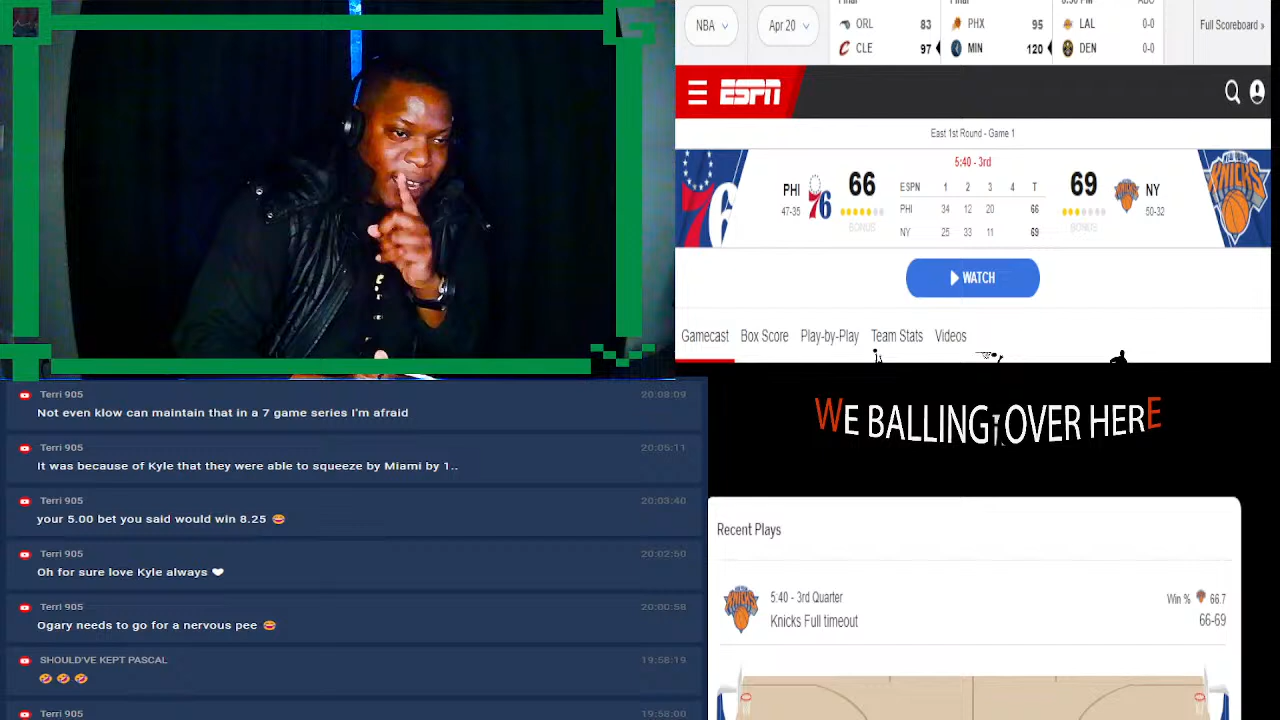 NBA
Apr 20
ORL 83
CLE 97
PHX 95
MIN 120
LAL 0-0
DEN 0-0
Full Scoreboard »
ESPN
East 1st Round - Game 1
5:40 - 3rd
PHI
47-35
66
BONUS
ESPN 1 2 3 4 T
PHI 34 12 20 66
NY 25 33 11 69
69
BONUS
NY
50-32
KNICKS
WATCH
Gamecast Box Score Play-by-Play Team Stats Videos
WE BALLING OVER HERE
Recent Plays
5:40 - 3rd Quarter
Knicks Full timeout
Win % 66.7
66-69
Terri 905 20:08:09
Not even klow can maintain that in a 7 game series I'm afraid
Terri 905 20:05:11
It was because of Kyle that they were able to squeeze by Miami by 1..
Terri 905 20:03:40
your 5.00 bet you said would win 8.25 😂
Terri 905 20:02:50
Oh for sure love Kyle always ❤
Terri 905 20:00:58
Ogary needs to go for a nervous pee 😂
SHOULD'VE KEPT PASCAL 19:58:19
🤣 🤣 🤣
Terri 905 19:58:00